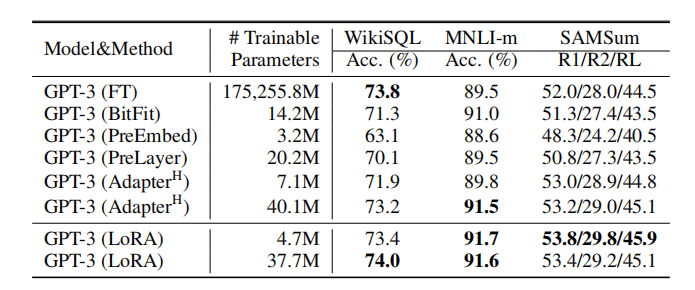 Model&Method # Trainable Parameters WikiSQL MNLI-m SAMSum
Acc. (%) Acc. (%) R1/R2/RL
GPT-3 (FT) 175,255.8M 73.8 89.5 52.0/28.0/44.5
GPT-3 (BitFit) 14.2M 71.3 91.0 51.3/27.4/43.5
GPT-3 (PreEmbed) 3.2M 63.1 88.6 48.3/24.2/40.5
GPT-3 (PreLayer) 20.2M 70.1 89.5 50.8/27.3/43.5
GPT-3 (Adapterᴴ) 7.1M 71.9 89.8 53.0/28.9/44.8
GPT-3 (Adapterᴴ) 40.1M 73.2 91.5 53.2/29.0/45.1
GPT-3 (LoRA) 4.7M 73.4 91.7 53.8/29.8/45.9
GPT-3 (LoRA) 37.7M 74.0 91.6 53.4/29.2/45.1